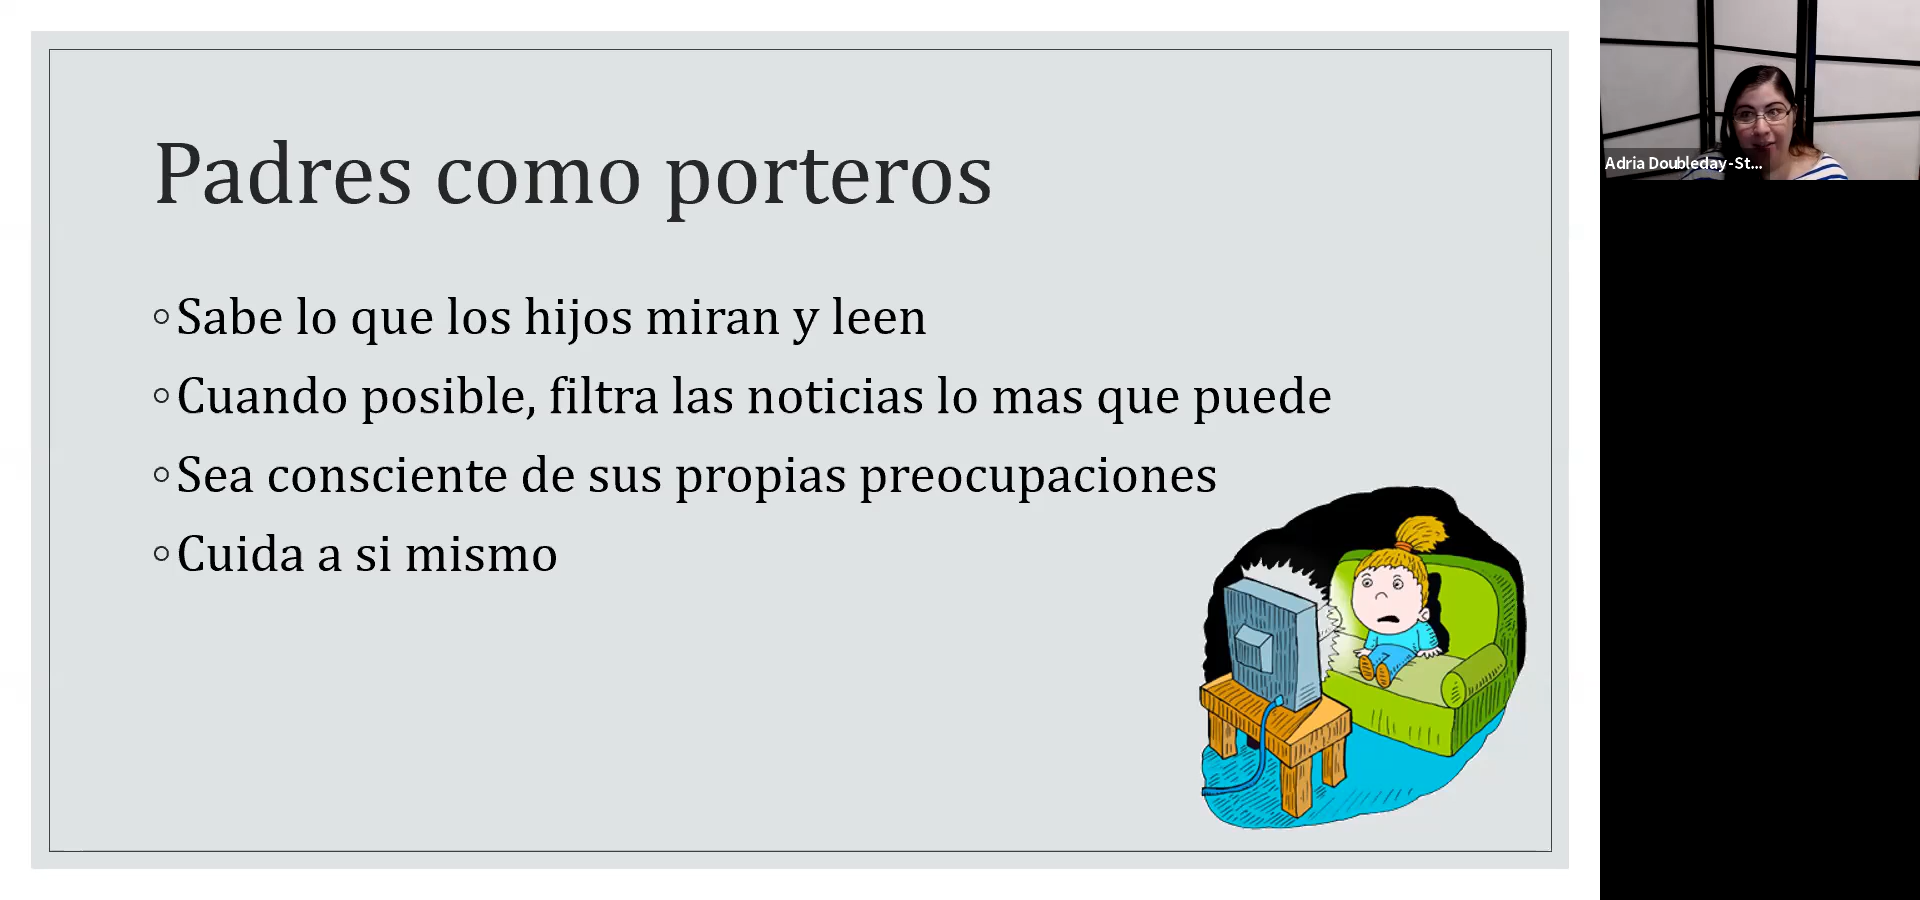 Padres como porteros
◦Sabe lo que los hijos miran y leen
◦Cuando posible, filtra las noticias lo mas que puede
◦Sea consciente de sus propias preocupaciones
◦Cuida a si mismo
Adria Doubleday-St...